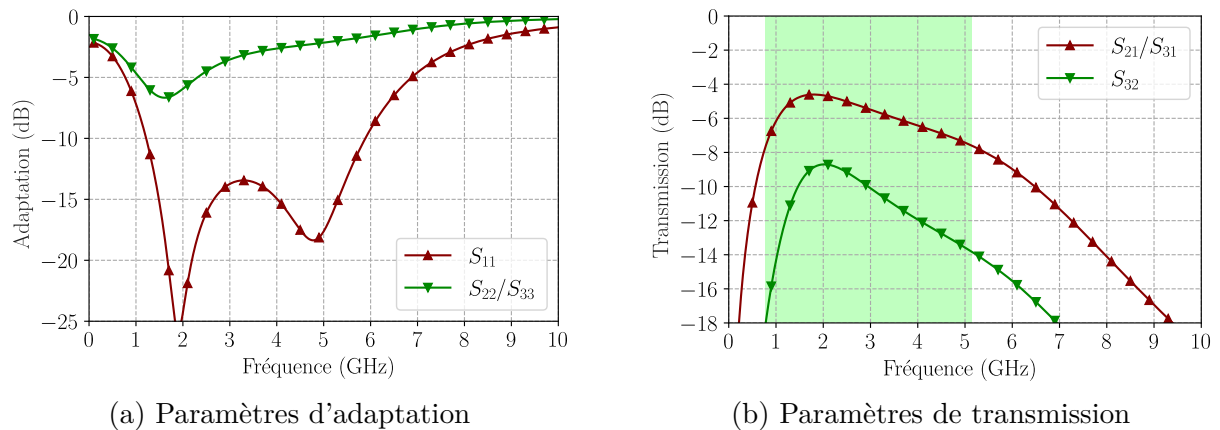 0
−5
−10
−15
−20
−25
Adaptation (dB)
0 1 2 3 4 5 6 7 8 9 10
Fréquence (GHz)
S11
S22/S33
(a) Paramètres d'adaptation
0
−2
−4
−6
−8
−10
−12
−14
−16
−18
Transmission (dB)
0 1 2 3 4 5 6 7 8 9 10
Fréquence (GHz)
S21/S31
S32
(b) Paramètres de transmission